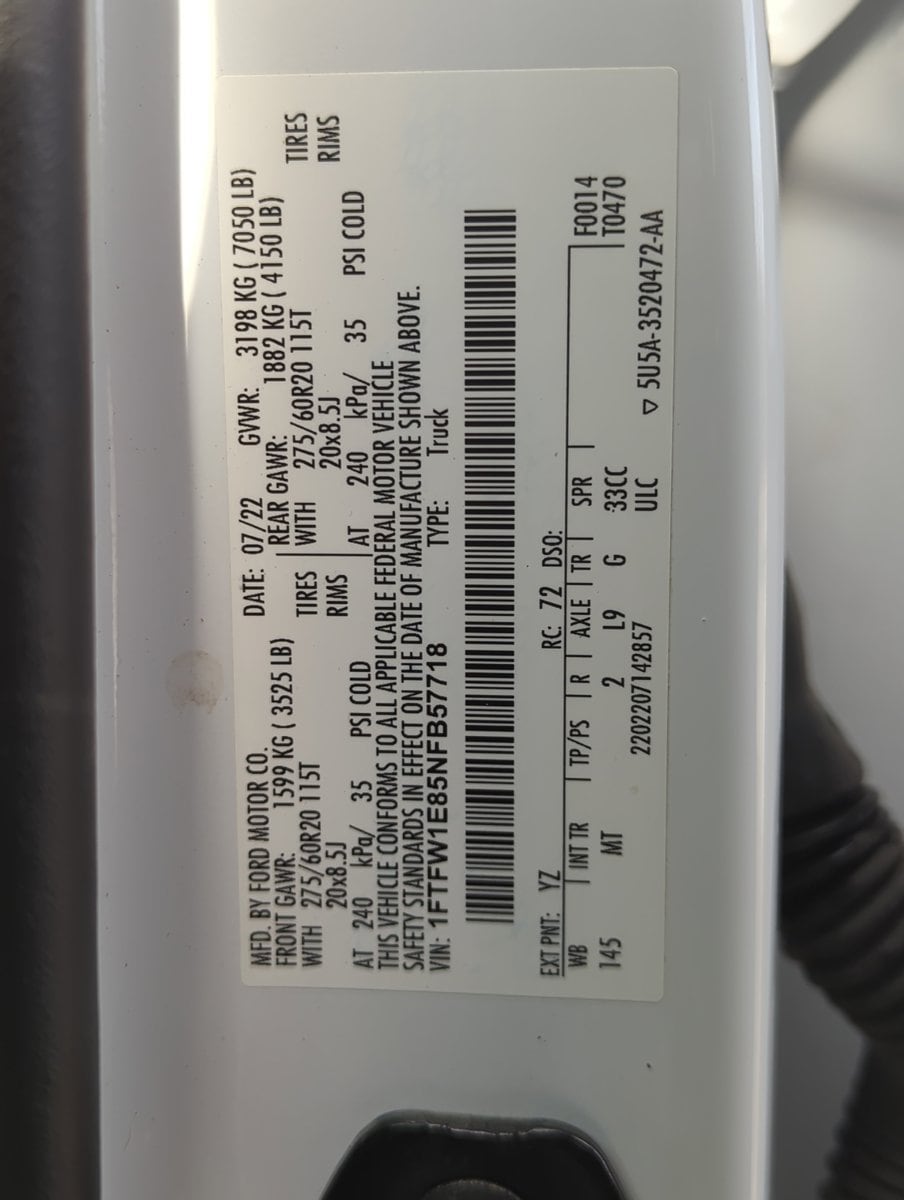 MFD. BY FORD MOTOR CO. DATE: 07/22 GVWR: 3198 KG ( 7050 LB)
FRONT GAWR: 1599 KG ( 3525 LB) REAR GAWR: 1882 KG ( 4150 LB)
WITH 275/60R20 115T TIRES WITH 275/60R20 115T TIRES
20x8.5J RIMS 20x8.5J RIMS
AT 240 kPa/ 35 PSI COLD AT 240 kPa/ 35 PSI COLD
THIS VEHICLE CONFORMS TO ALL APPLICABLE FEDERAL MOTOR VEHICLE
SAFETY STANDARDS IN EFFECT ON THE DATE OF MANUFACTURE SHOWN ABOVE.
VIN: 1FTFW1E85NFB57718 TYPE: Truck
EXT PNT: YZ RC: 72 DSO:
WB INT TR TP/PS R AXLE TR SPR F0014
145 MT 2 L9 G 33CC T0470
2202207142857 ULC
▽ 5U5A-3520472-AA